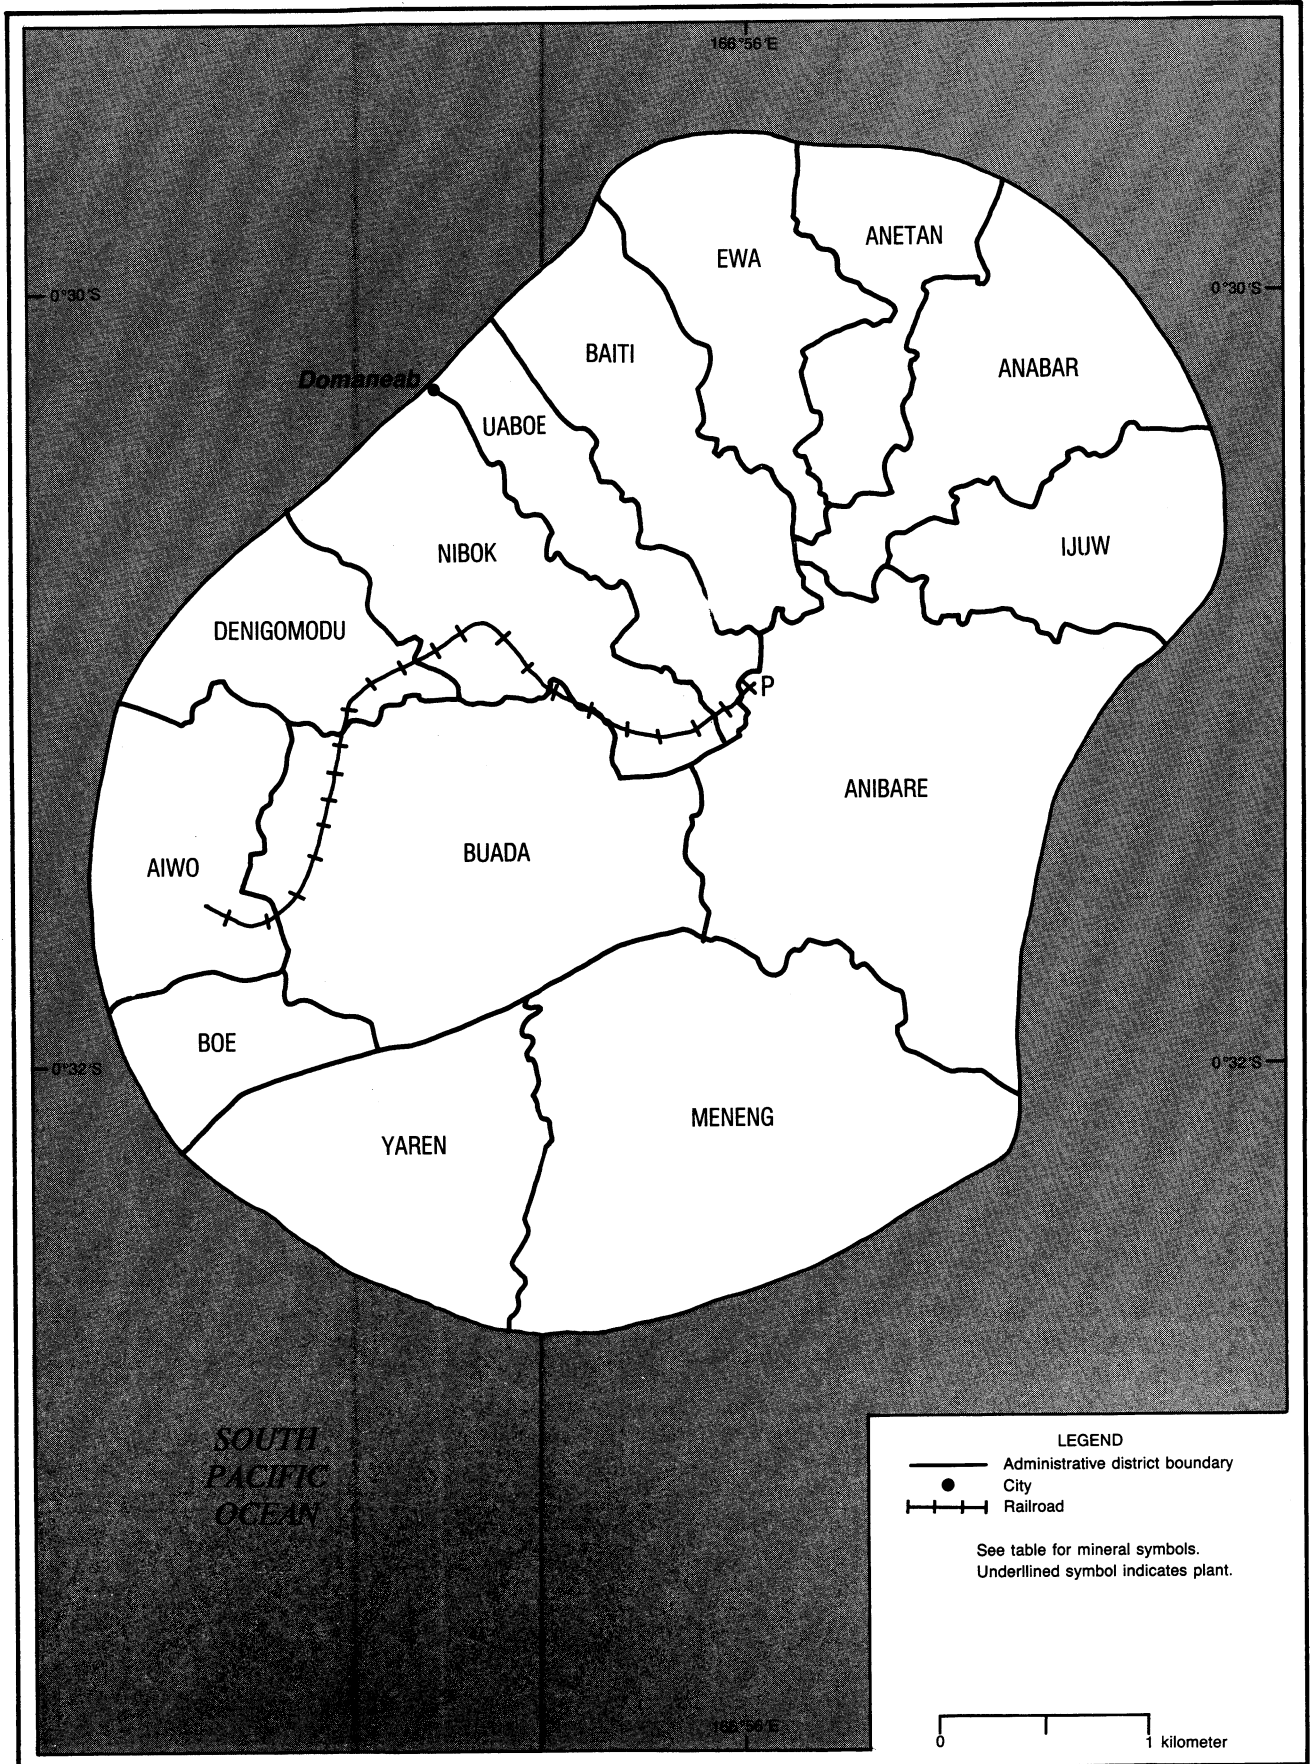 166°56'E
ANETAN
EWA
0°30'S
0°30'S
BAITI
ANABAR
Domaneab
UABOE
NIBOK
IJUW
DENIGOMODU
P
ANIBARE
BUADA
AIWO
BOE
0°32'S
0°32'S
MENENG
YAREN
SOUTH
PACIFIC
OCEAN
LEGEND
Administrative district boundary
City
Railroad
See table for mineral symbols.
Underllined symbol indicates plant.
166°56'E
0 1 kilometer